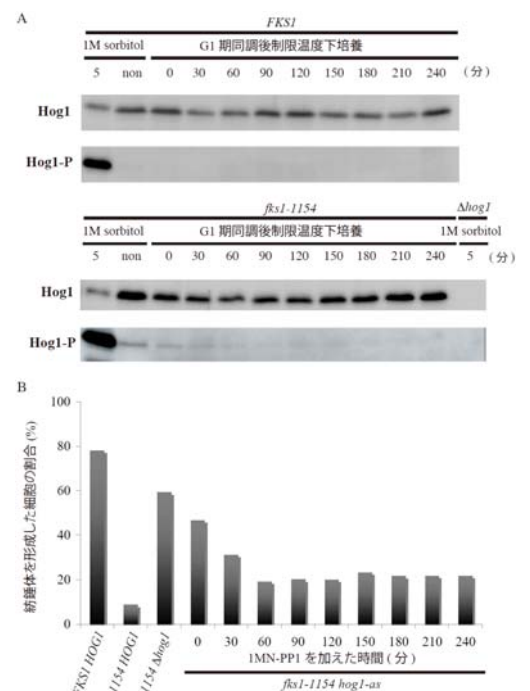 A
FKS1
1M sorbitol G1 期同調後制限温度下培養
5 non 0 30 60 90 120 150 180 210 240 (分)
Hog1
Hog1-P
fks1-1154 Δhog1
1M sorbitol G1 期同調後制限温度下培養 1M sorbitol
5 non 0 30 60 90 120 150 180 210 240 5 (分)
Hog1
Hog1-P
B
紡錘体を形成した細胞の割合 (%)
100
80
60
40
20
0
FKS1 HOG1
1154 HOG1
1154 Δhog1
0 30 60 90 120 150 180 210 240
1MN-PP1 を加えた時間 (分)
fks1-1154 hog1-as